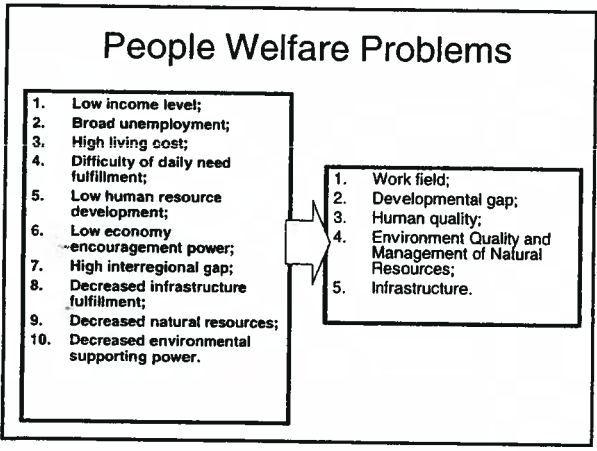 People Welfare Problems
1. Low income level;
2. Broad unemployment;
3. High living cost;
4. Difficulty of daily need
fulfillment;
5. Low human resource
development;
6. Low economy
encouragement power;
7. High interregional gap;
8. Decreased infrastructure
fulfillment;
9. Decreased natural resources;
10. Decreased environmental
supporting power.
1. Work field;
2. Developmental gap;
3. Human quality;
4. Environment Quality and
Management of Natural
Resources;
5. Infrastructure.